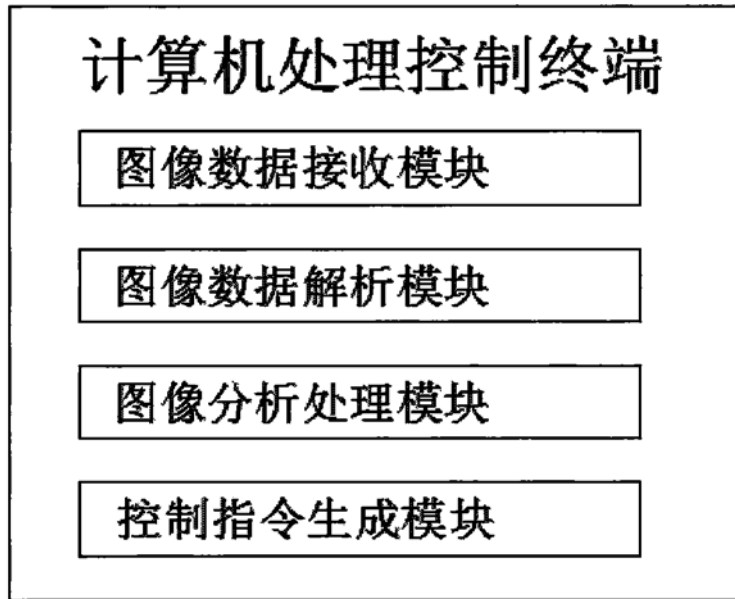 计算机处理控制终端
图像数据接收模块
图像数据解析模块
图像分析处理模块
控制指令生成模块